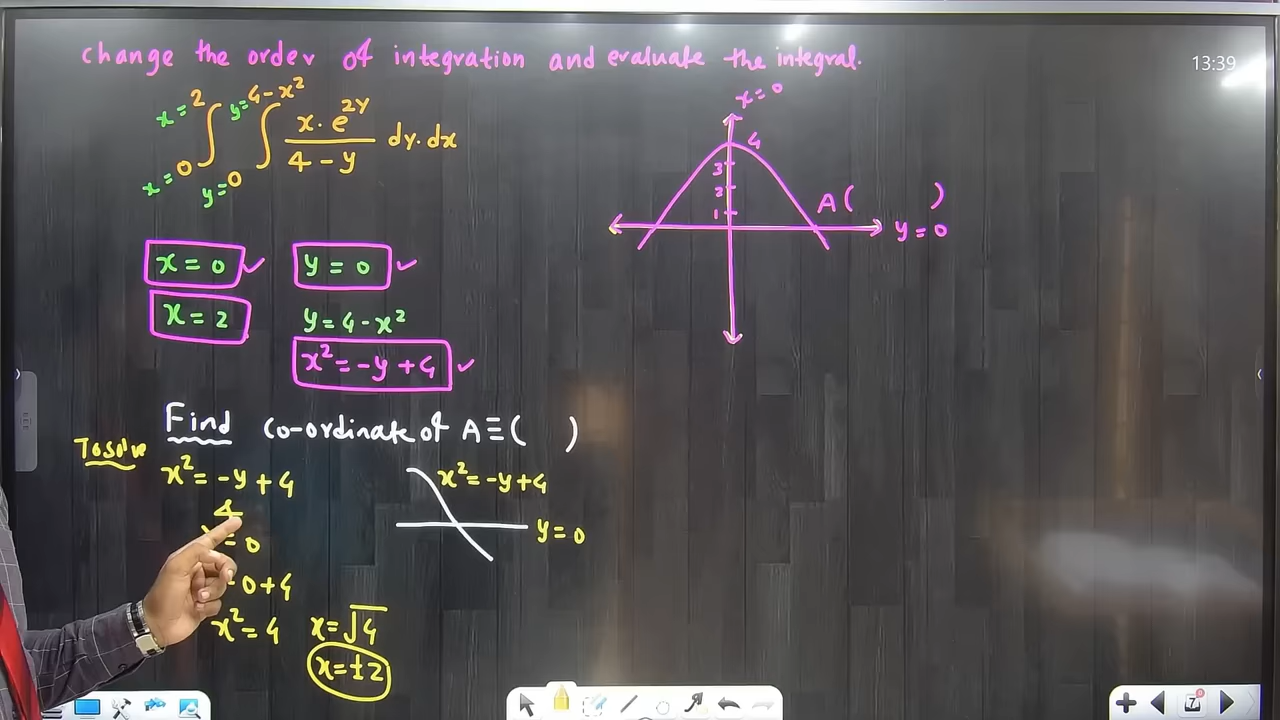 change the order of integration and evaluate the integral.
13:39
x=0∫x=2 y=0∫y=4-x² x·e^2y / 4-y dy.dx
x=0
4
3
2
1
A( )
y=0
x=0 ✓ y=0 ✓
x=2 y=4-x²
x²=-y+4 ✓
Find co-ordinate of A≡( )
To solve
x²=-y+4
=0
0+4
x²=4 x=√4
x=±2
x²=-y+4
y=0
7